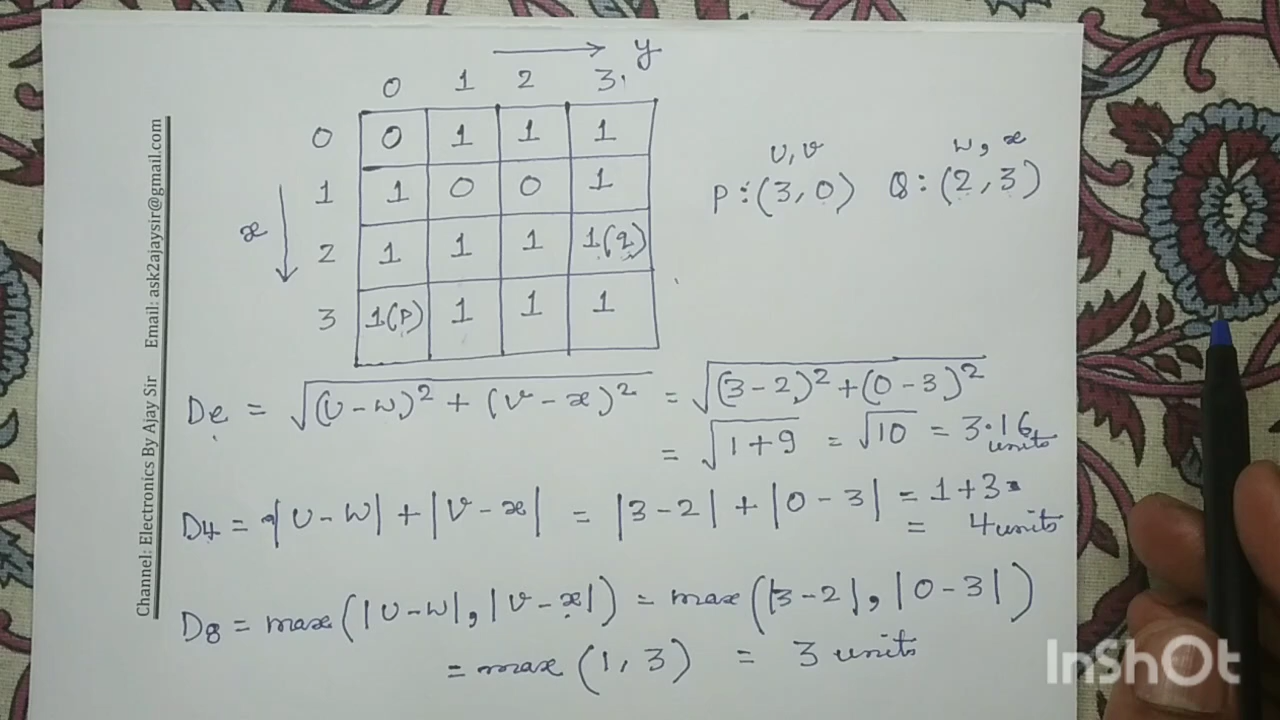 → y
0 1 2 3
0 0 1 1 1
1 1 0 0 1
x ↓
2 1 1 1 1(q)
3 1(P) 1 1 1
U, V
P : (3, 0)
w, x
Q : (2, 3)
De = √(U-w)² + (V-x)² = √(3-2)² + (0-3)²
= √1+9 = √10 = 3.16 units
D4 = |U-w| + |V-x| = |3-2| + |0-3| = 1+3
= 4 units
D8 = max(|U-w|, |V-x|) = max(|3-2|, |0-3|)
= max (1, 3) = 3 units
Channel: Electronics By Ajay Sir Email: ask2ajaysir@gmail.com
InShOt